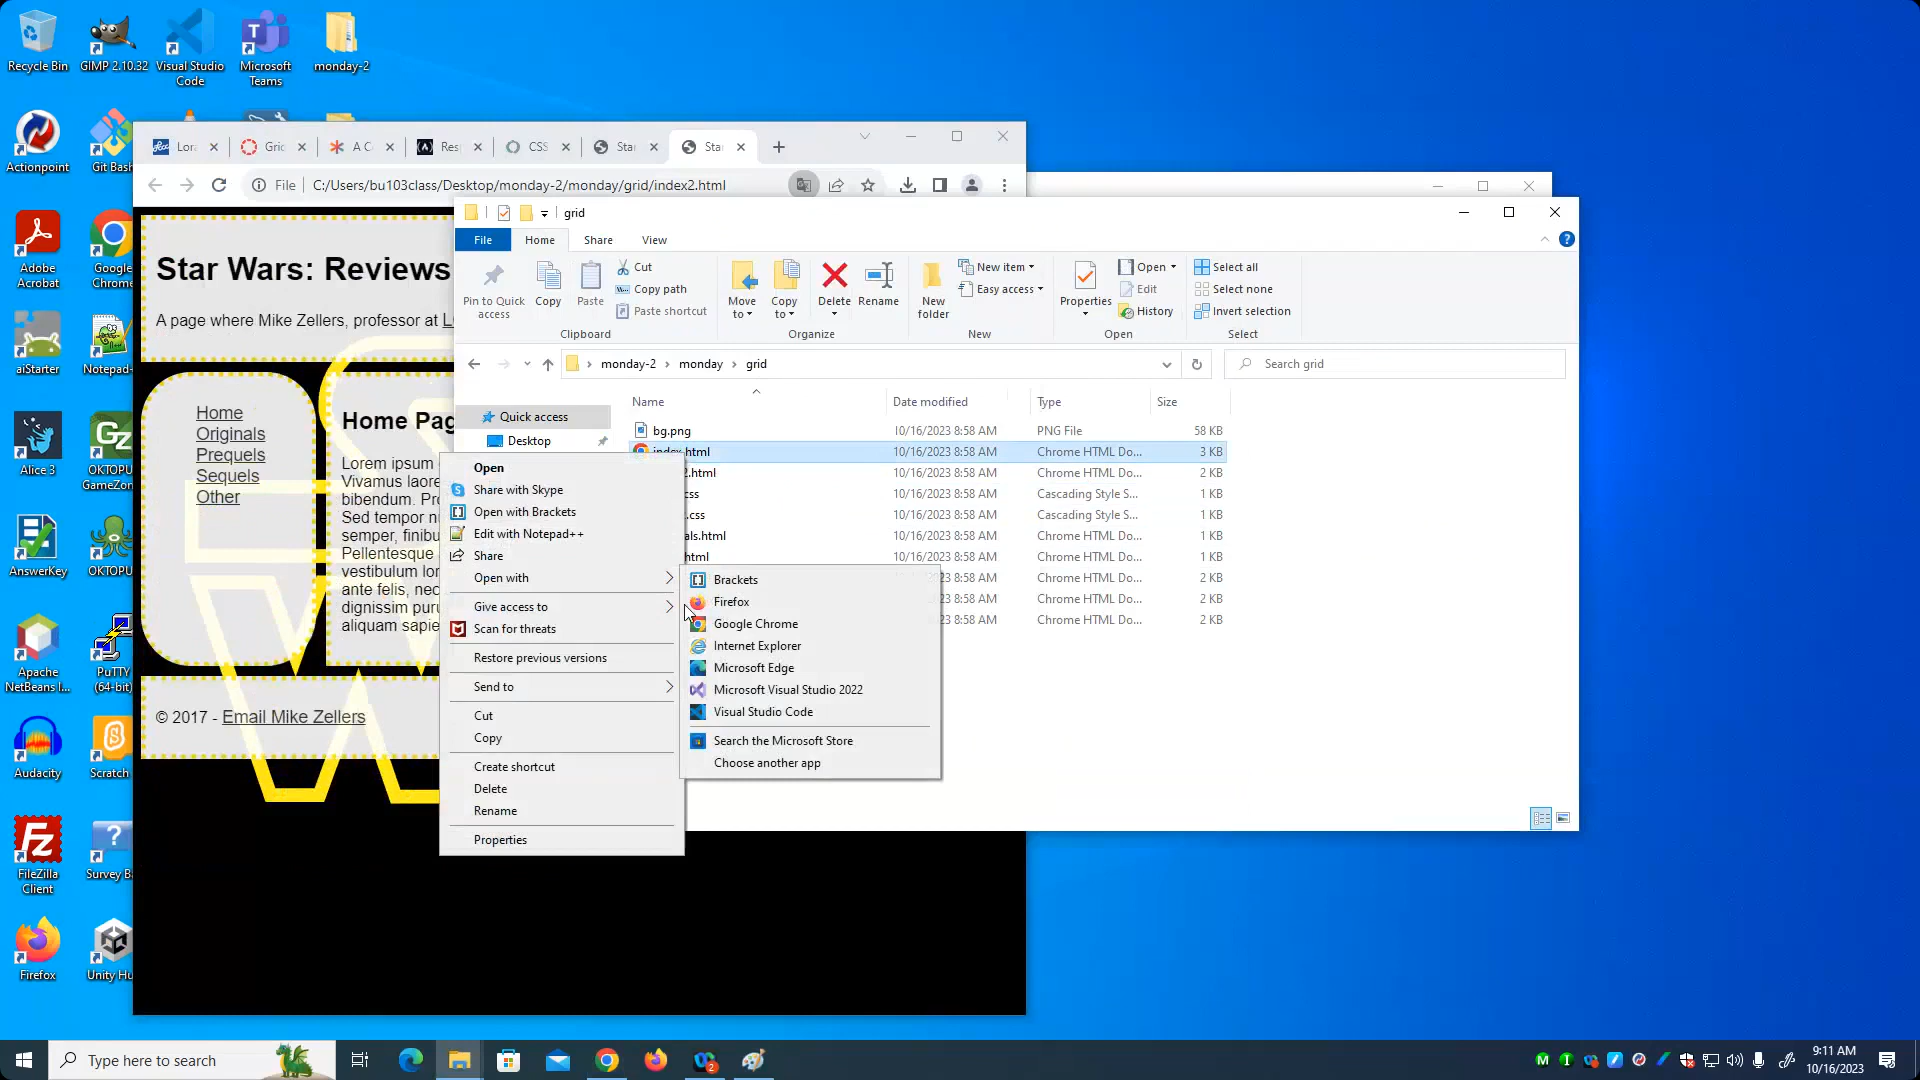 Recycle Bin
GIMP 2.10.32
Visual Studio
Code
Microsoft
Teams
monday-2
Actionpoint
Git Bash
Adobe
Acrobat
Google
Chrome
aiStarter
Alice 3
OKTOPU
GameZon
AnswerKey
OKTOPU
Apache
NetBeans I...
PuTTY
(64-bit)
Audacity
Scratch
FileZilla
Client
Survey
Firefox
Unity Hu
A C
CSS
File
C:/Users/bu103class/Desktop/monday-2/monday/grid/index2.html
Star Wars: Reviews
A page where Mike Zellers, professor at
Home
Originals
Prequels
Sequels
Other
Home Pag
Lorem ipsum
Vivamus laore
bibendum. Pr
Sed tempor n
semper, finibu
Pellentesque
vestibulum lor
ante felis, nec
dignissim puru
aliquam sapie
© 2017 - Email Mike Zellers
grid
File
Home
Share
View
Pin to Quick
access
Copy
Paste
Cut
Copy path
Paste shortcut
Clipboard
Move
to
Copy
to
Delete
Rename
Organize
New
folder
New item
Easy access
New
Properties
Open
Edit
History
Open
Select all
Select none
Invert selection
Select
monday-2 › monday › grid
Search grid
Name
Date modified
Type
Size
Quick access
Desktop
bg.png 10/16/2023 8:58 AM PNG File 58 KB
index.html 10/16/2023 8:58 AM Chrome HTML Do... 3 KB
2.html 10/16/2023 8:58 AM Chrome HTML Do... 2 KB
css 10/16/2023 8:58 AM Cascading Style S... 1 KB
.css 10/16/2023 8:58 AM Cascading Style S... 1 KB
als.html 10/16/2023 8:58 AM Chrome HTML Do... 1 KB
html 10/16/2023 8:58 AM Chrome HTML Do... 1 KB
8:58 AM Chrome HTML Do... 2 KB
8:58 AM Chrome HTML Do... 2 KB
8:58 AM Chrome HTML Do... 2 KB
Open
Share with Skype
Open with Brackets
Edit with Notepad++
Share
Open with
Give access to
Scan for threats
Restore previous versions
Send to
Cut
Copy
Create shortcut
Delete
Rename
Properties
Brackets
Firefox
Google Chrome
Internet Explorer
Microsoft Edge
Microsoft Visual Studio 2022
Visual Studio Code
Search the Microsoft Store
Choose another app
Type here to search
9:11 AM
10/16/2023